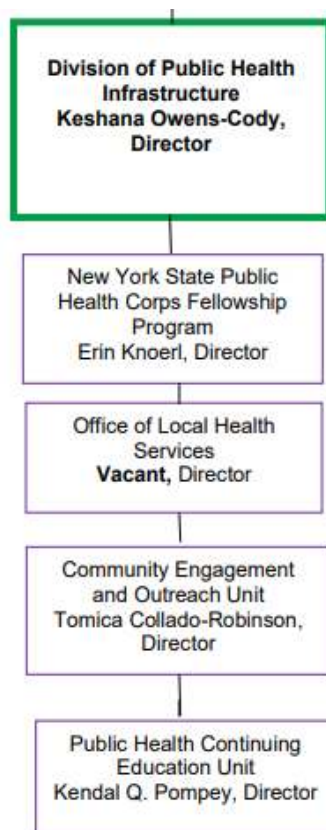 Division of Public Health
Infrastructure
Keshana Owens-Cody,
Director
New York State Public
Health Corps Fellowship
Program
Erin Knoerl, Director
Office of Local Health
Services
Vacant, Director
Community Engagement
and Outreach Unit
Tomica Collado-Robinson,
Director
Public Health Continuing
Education Unit
Kendal Q. Pompey, Director